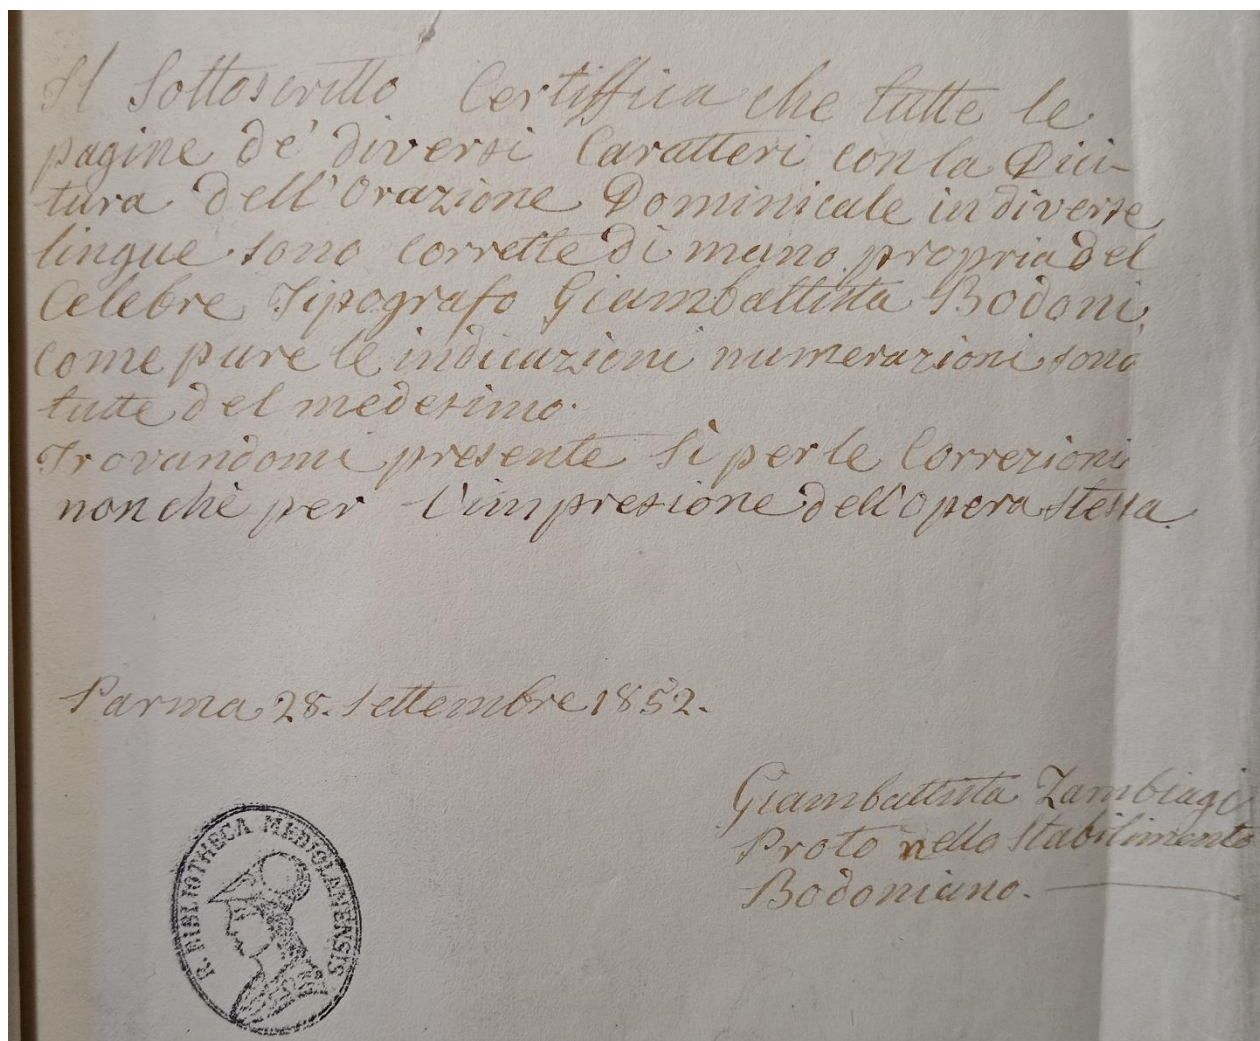 Il Sottoscritto Certiffica che tutte le
pagine de' diversi Caratteri con la Dici-
tura dell'Orazione Dominicale in diverse
lingue sono corrette di mano propria del
Celebre Tipografo Giambattista Bodoni,
come pure le indicazioni numerazioni sono
tutte del medesimo.
Trovandomi presente sì per le Correzioni
nonchè per l'impresione dell'opera stessa.
Parma 28. Settembre 1852.
Giambattista Zambiagi
Proto nello Stabilimento
Bodoniano.
R. BIBLIOTHECA MEDIOLANENSIS